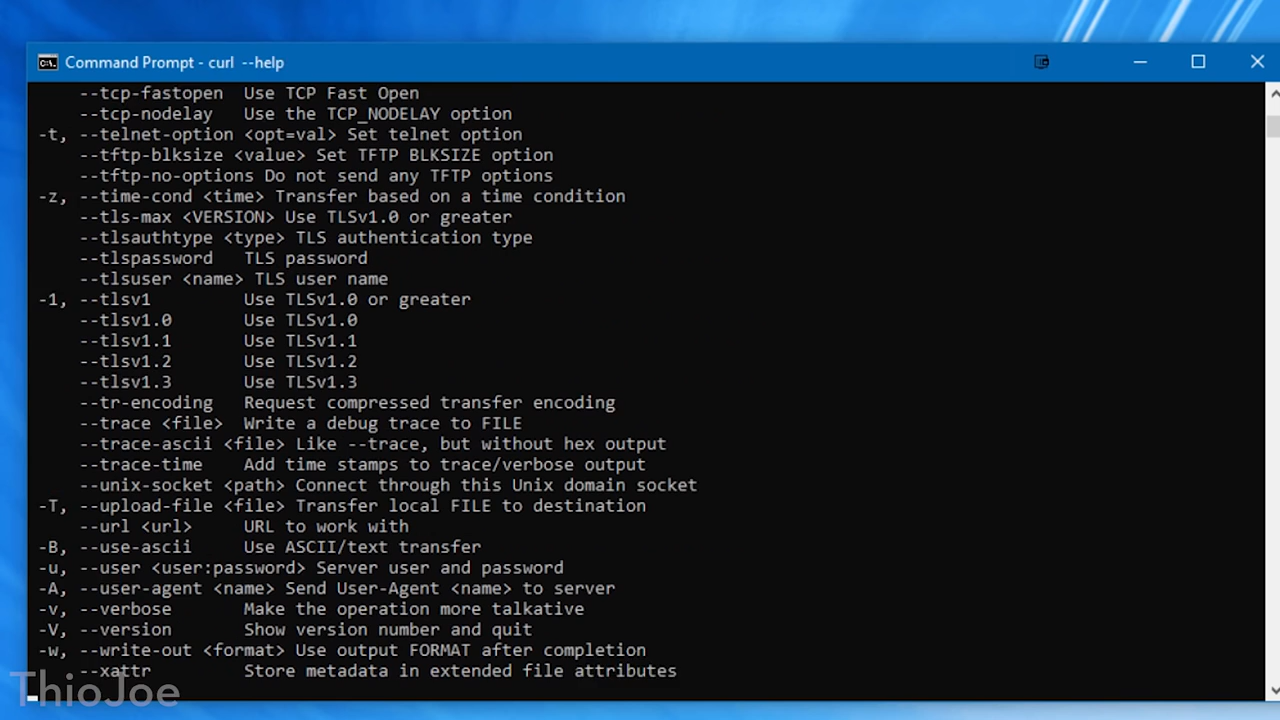 Command Prompt - curl  --help
     --tcp-fastopen  Use TCP Fast Open
     --tcp-nodelay   Use the TCP_NODELAY option
 -t, --telnet-option <opt=val> Set telnet option
     --tftp-blksize <value> Set TFTP BLKSIZE option
     --tftp-no-options Do not send any TFTP options
 -z, --time-cond <time> Transfer based on a time condition
     --tls-max <VERSION> Use TLSv1.0 or greater
     --tlsauthtype <type> TLS authentication type
     --tlspassword   TLS password
     --tlsuser <name> TLS user name
 -1, --tlsv1         Use TLSv1.0 or greater
     --tlsv1.0       Use TLSv1.0
     --tlsv1.1       Use TLSv1.1
     --tlsv1.2       Use TLSv1.2
     --tlsv1.3       Use TLSv1.3
     --tr-encoding   Request compressed transfer encoding
     --trace <file>  Write a debug trace to FILE
     --trace-ascii <file> Like --trace, but without hex output
     --trace-time    Add time stamps to trace/verbose output
     --unix-socket <path> Connect through this Unix domain socket
 -T, --upload-file <file> Transfer local FILE to destination
     --url <url>     URL to work with
 -B, --use-ascii     Use ASCII/text transfer
 -u, --user <user:password> Server user and password
 -A, --user-agent <name> Send User-Agent <name> to server
 -v, --verbose       Make the operation more talkative
 -V, --version       Show version number and quit
 -w, --write-out <format> Use output FORMAT after completion
     --xattr         Store metadata in extended file attributes
ThioJoe